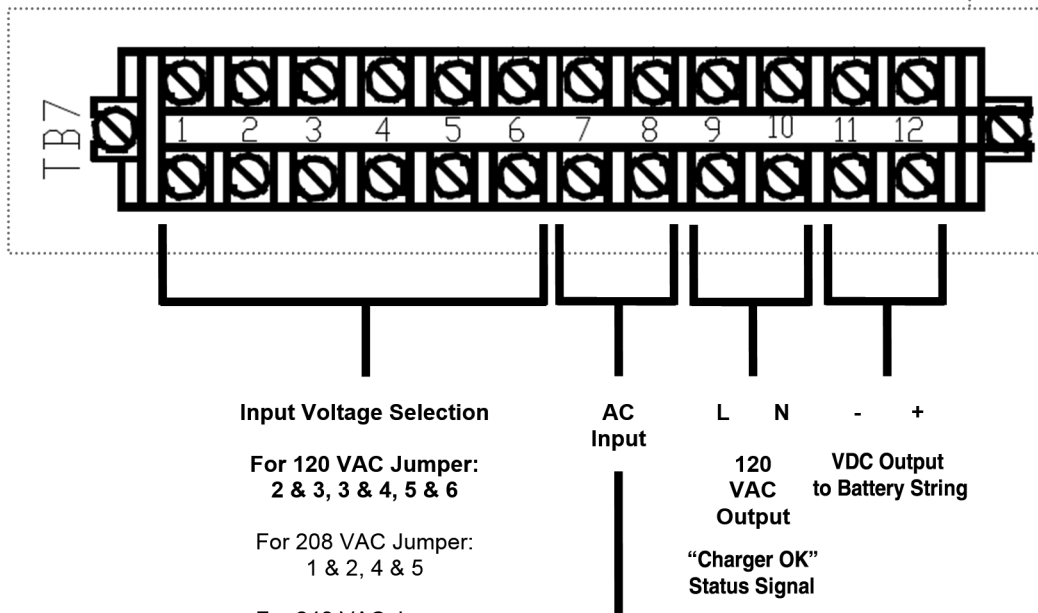 TB7
1 2 3 4 5 6 7 8 9 10 11 12
Input Voltage Selection
For 120 VAC Jumper:
2 & 3, 3 & 4, 5 & 6
For 208 VAC Jumper:
1 & 2, 4 & 5
AC
Input
L N
120
VAC
Output
“Charger OK”
Status Signal
- +
VDC Output
to Battery String